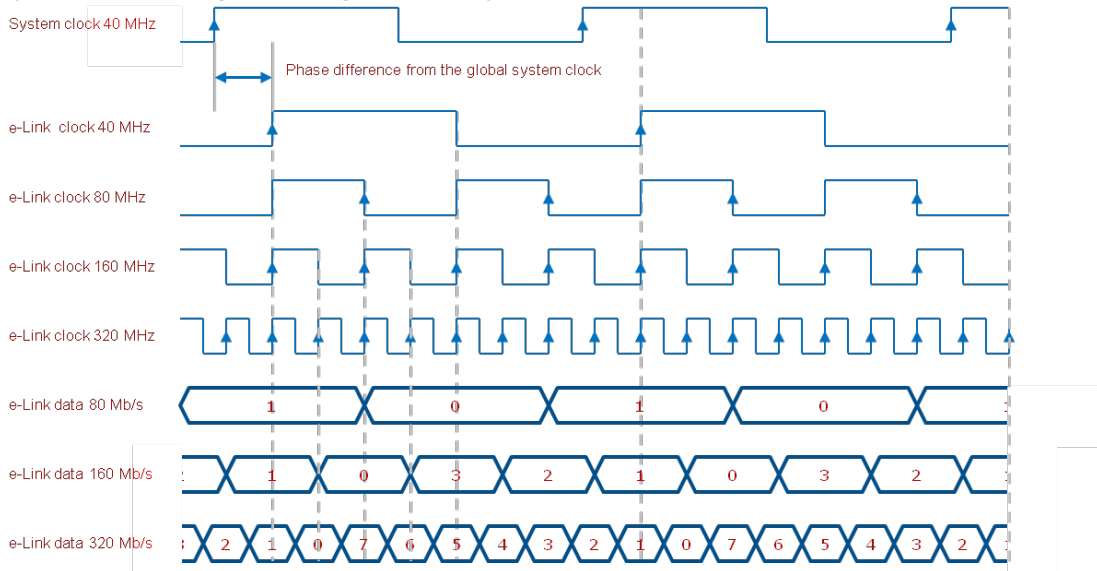 System clock 40 MHz
Phase difference from the global system clock
e-Link clock 40 MHz
e-Link clock 80 MHz
e-Link clock 160 MHz
e-Link clock 320 MHz
e-Link data 80 Mb/s 1 0 1 0
e-Link data 160 Mb/s 1 0 3 2 1 0 3 2
e-Link data 320 Mb/s 2 1 0 7 6 5 4 3 2 1 0 7 6 5 4 3 2